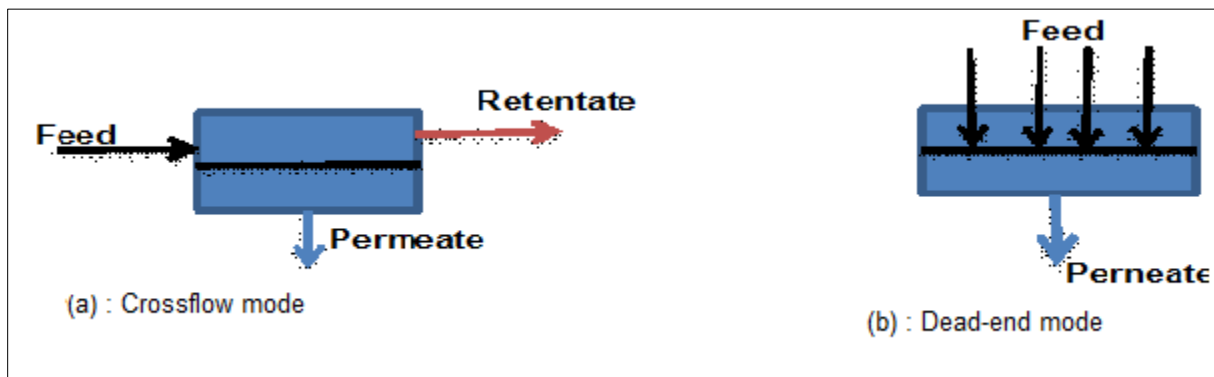 Feed
Retentate
Permeate
(a) : Crossflow mode
Feed
Perneate
(b) : Dead-end mode